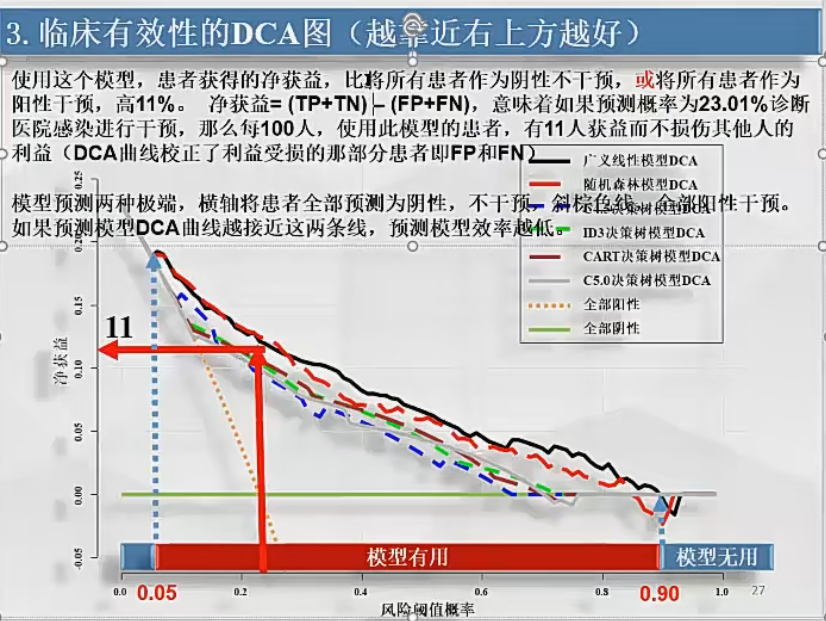 3. 临床有效性的DCA图（越靠近右上方越好）
使用这个模型，患者获得的净获益，比将所有患者作为阴性不干预，或将所有患者作为
阳性干预，高11%。 净获益= (TP+TN) – (FP+FN)，意味着如果预测概率为23.01%诊断
医院感染进行干预，那么每100人，使用此模型的患者，有11人获益而不损伤其他人的
利益（DCA曲线校正了利益受损的那部分患者即FP和FN）
模型预测两种极端，横轴将患者全部预测为阴性，不干预，斜棕色线，全部阳性干预。
如果预测模型DCA曲线越接近这两条线，预测模型效率越低。
广义线性模型DCA
随机森林模型DCA
决策树模型DCA
ID3决策树模型DCA
CART决策树模型DCA
C5.0决策树模型DCA
全部阳性
全部阴性
净获益
0.25
0.20
0.15
0.10
0.05
0.00
-0.05
11
模型有用
模型无用
0.0
0.05
0.2
0.4
0.6
0.8
0.90
1.0
27
风险阈值概率